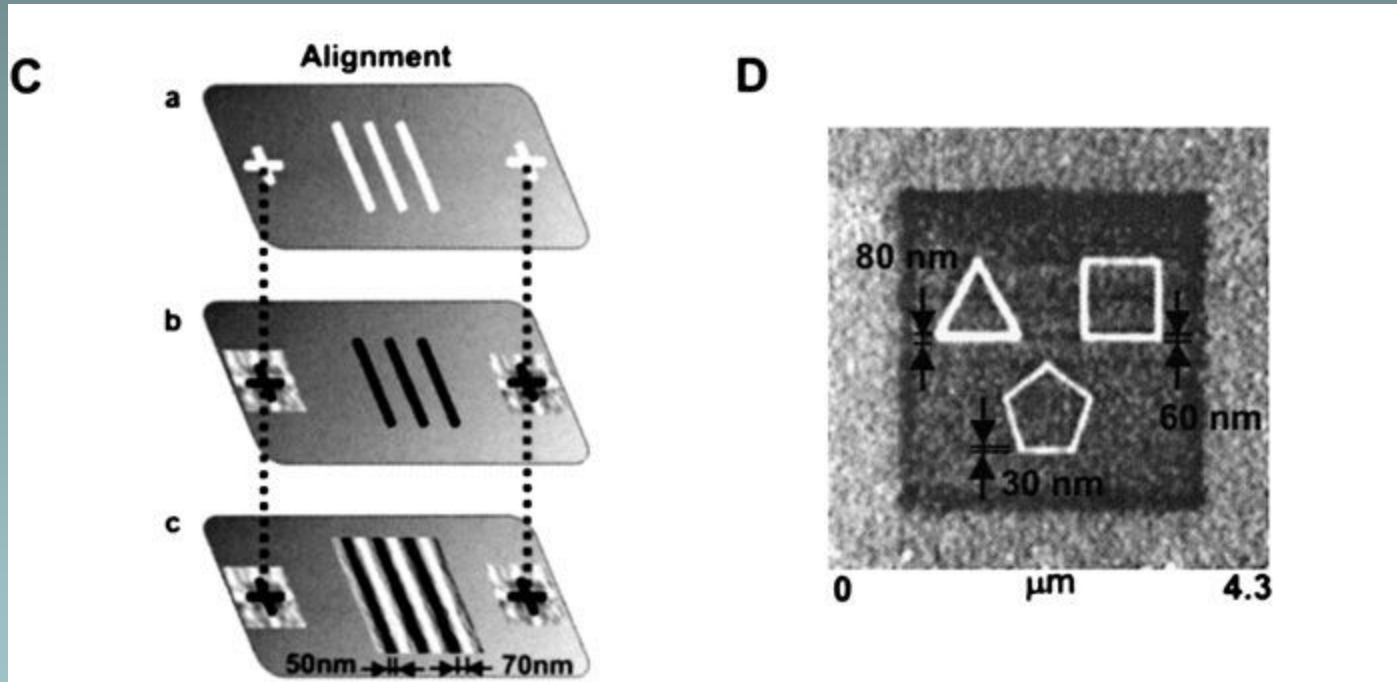 C
Alignment
a
b
c
50nm
70nm
D
80 nm
60 nm
30 nm
0 μm 4.3